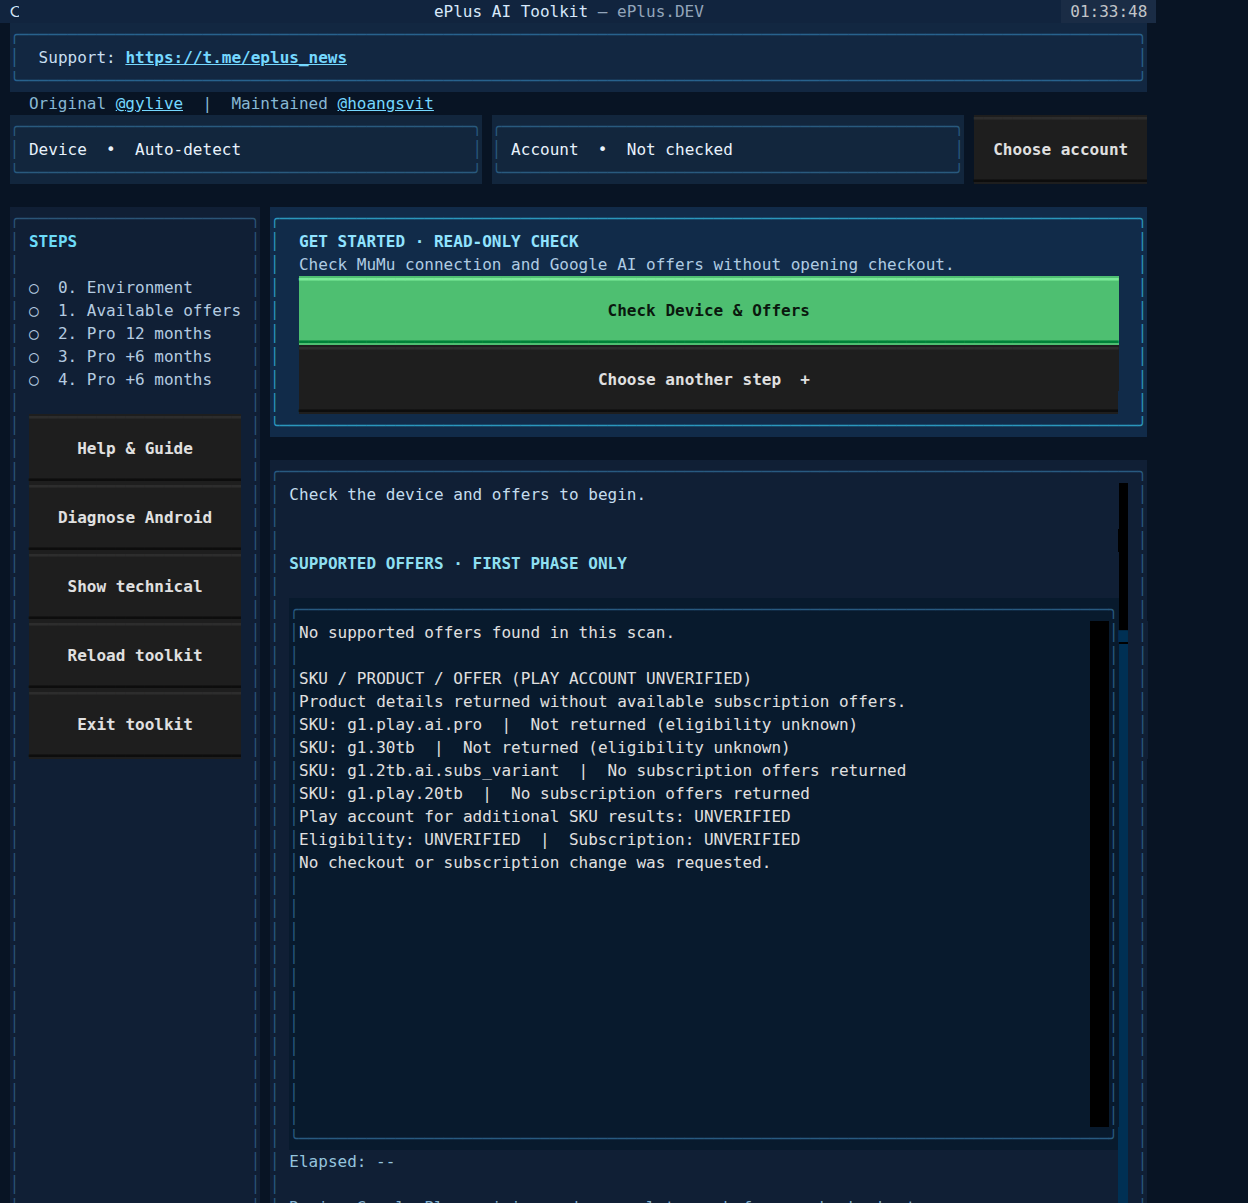 C
ePlus AI Toolkit — ePlus.DEV
01:33:48
Support: https://t.me/eplus_news
Original @gylive | Maintained @hoangsvit
Device • Auto-detect
Account • Not checked
Choose account
STEPS
○ 0. Environment
○ 1. Available offers
○ 2. Pro 12 months
○ 3. Pro +6 months
○ 4. Pro +6 months
Help & Guide
Diagnose Android
Show technical
Reload toolkit
Exit toolkit
GET STARTED · READ-ONLY CHECK
Check MuMu connection and Google AI offers without opening checkout.
Check Device & Offers
Choose another step +
Check the device and offers to begin.
SUPPORTED OFFERS · FIRST PHASE ONLY
No supported offers found in this scan.
SKU / PRODUCT / OFFER (PLAY ACCOUNT UNVERIFIED)
Product details returned without available subscription offers.
SKU: g1.play.ai.pro | Not returned (eligibility unknown)
SKU: g1.30tb | Not returned (eligibility unknown)
SKU: g1.2tb.ai.subs_variant | No subscription offers returned
SKU: g1.play.20tb | No subscription offers returned
Play account for additional SKU results: UNVERIFIED
Eligibility: UNVERIFIED | Subscription: UNVERIFIED
No checkout or subscription change was requested.
Elapsed: --